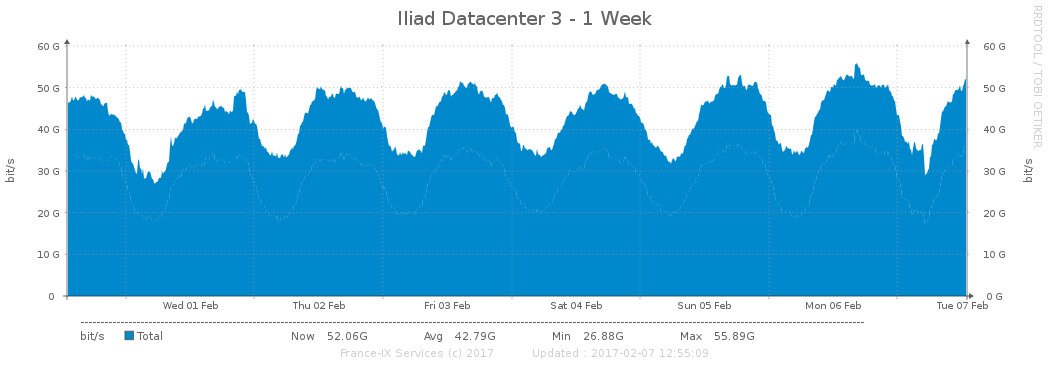 Iliad Datacenter 3 - 1 Week
RRDTOOL / TOBI OETIKER
60 G 60 G
50 G 50 G
40 G 40 G
30 G 30 G
20 G 20 G
10 G 10 G
0 0 G
bit/s bit/s
Wed 01 Feb Thu 02 Feb Fri 03 Feb Sat 04 Feb Sun 05 Feb Mon 06 Feb Tue 07 Feb
bit/s Total Now 52.06G Avg 42.79G Min 26.88G Max 55.89G
France-IX Services (c) 2017 Updated : 2017-02-07 12:55:09